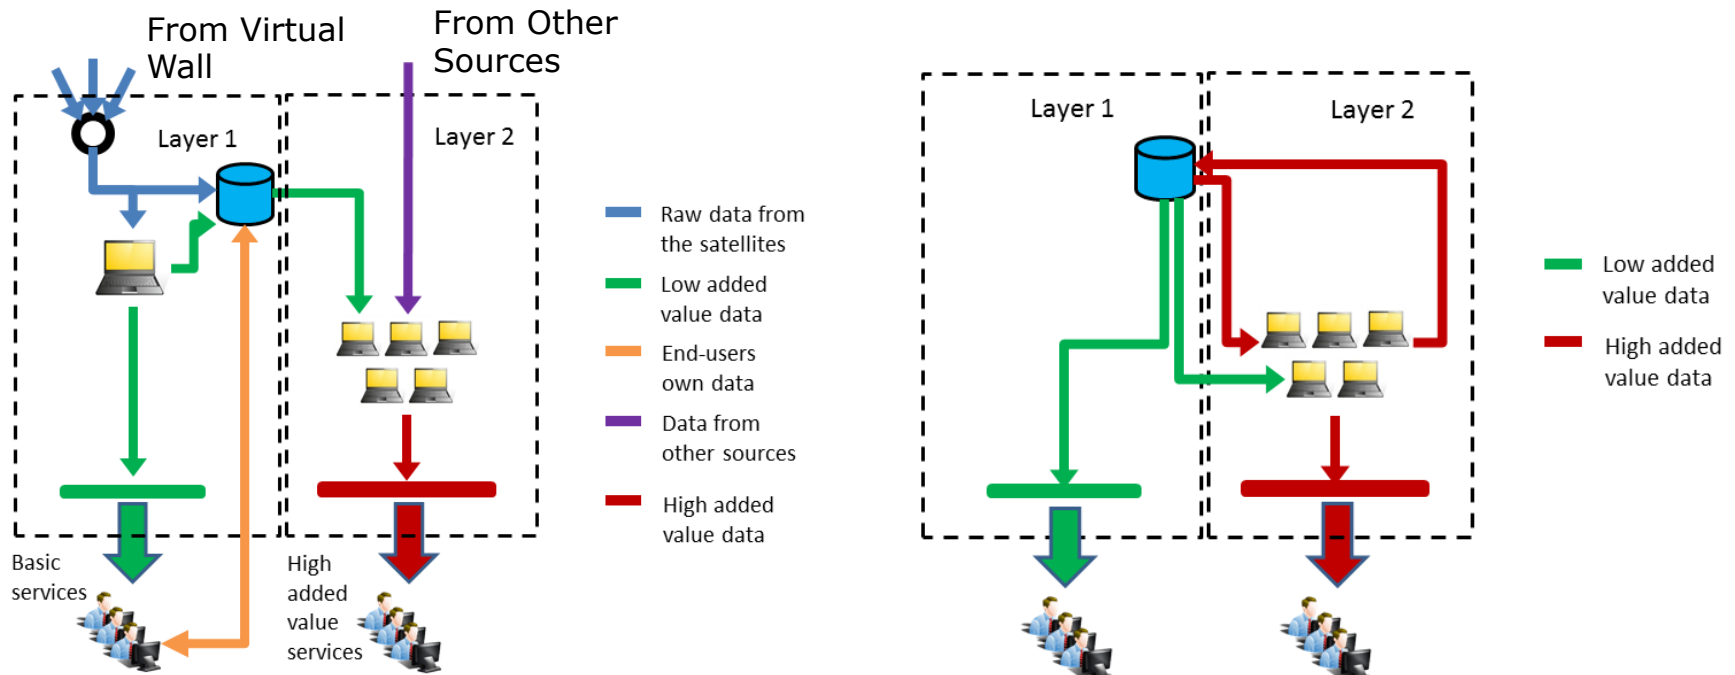 From Virtual
Wall
From Other
Sources
Layer 1
Layer 2
Basic
services
High
added
value
services
Raw data from
the satellites
Low added
value data
End-users
own data
Data from
other sources
High added
value data
Layer 1
Layer 2
Low added
value data
High added
value data